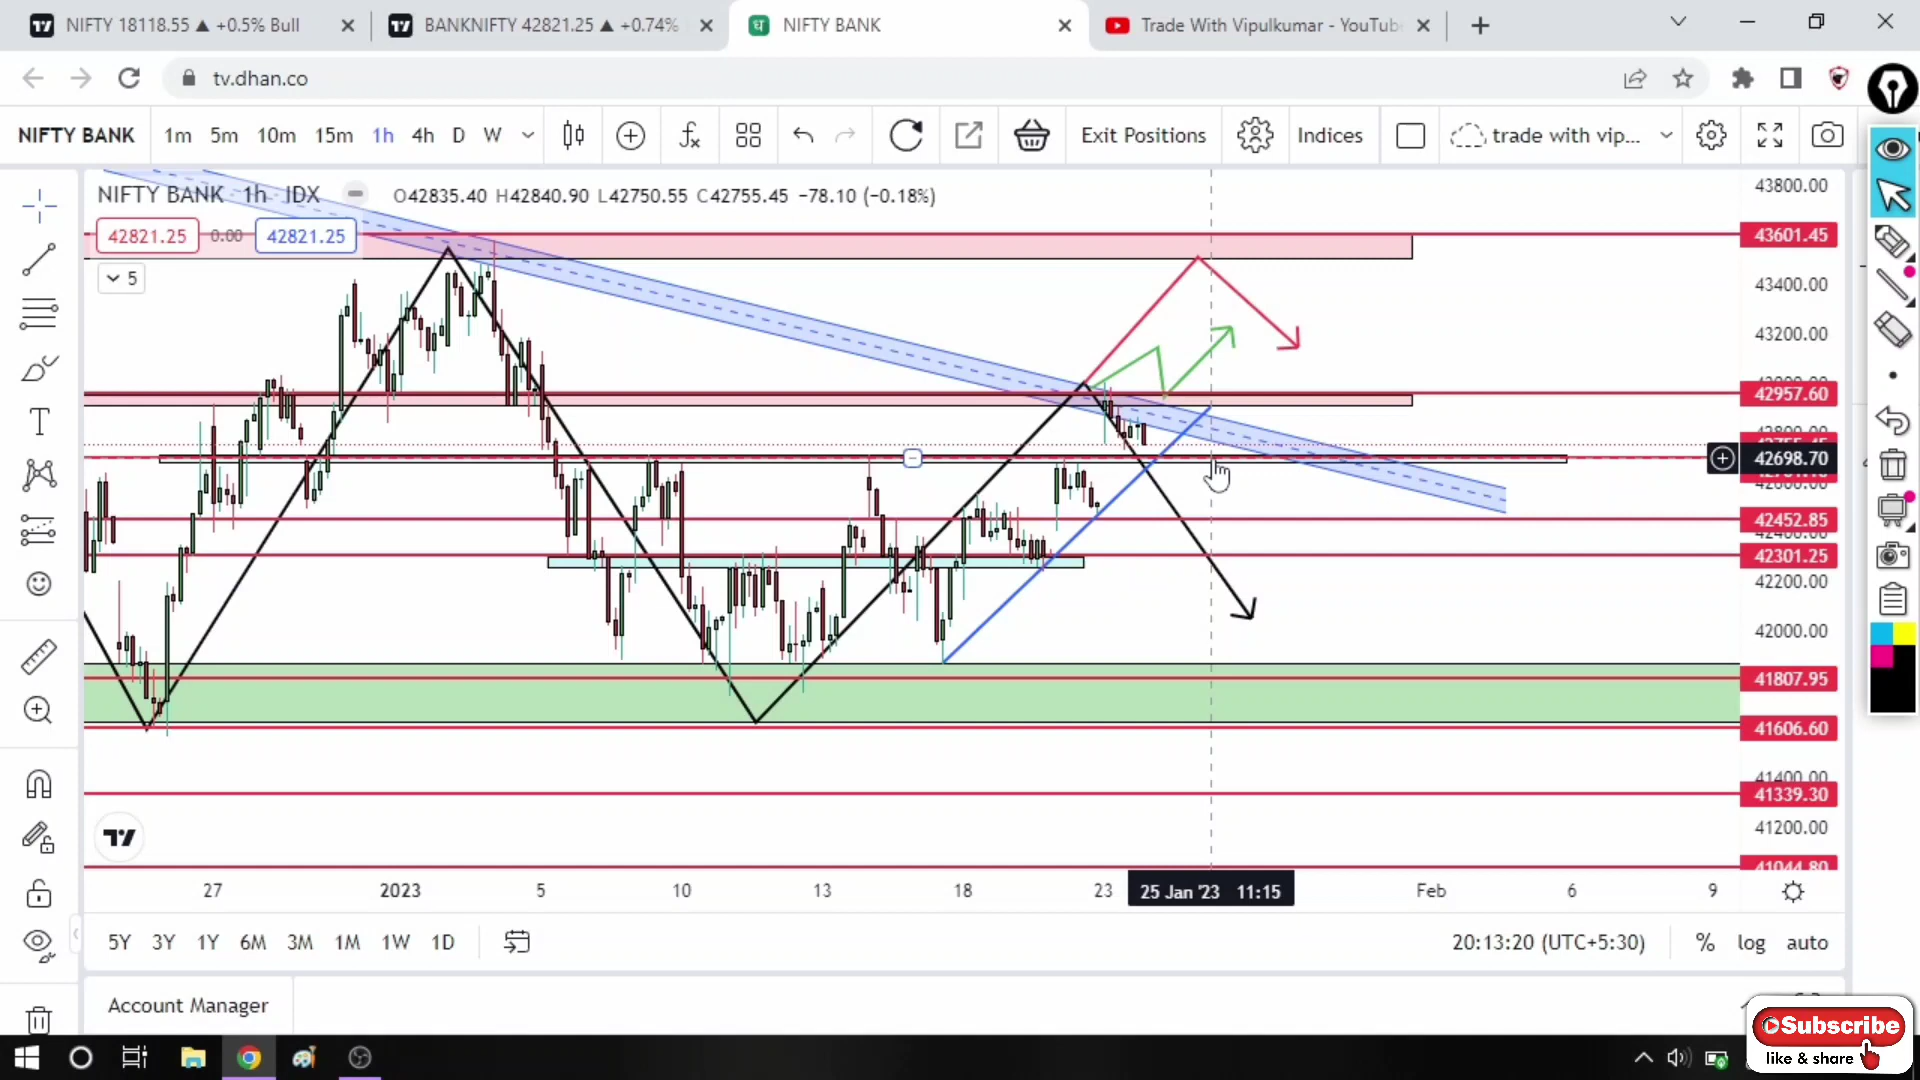 NIFTY 18118.55 ▲ +0.5% Bull
BANKNIFTY 42821.25 ▲ +0.74%
NIFTY BANK
Trade With Vipulkumar - YouTub
tv.dhan.co
NIFTY BANK 1m 5m 10m 15m 1h 4h D W Exit Positions Indices trade with vip...
NIFTY BANK 1h IDX O42835.40 H42840.90 L42750.55 C42755.45 −78.10 (−0.18%)
42821.25 0.00 42821.25
5
43800.00
43601.45
43400.00
43200.00
42957.60
42698.70
42452.85
42301.25
42200.00
42000.00
41807.95
41606.60
41400.00
41339.30
41200.00
41044.80
27 2023 5 10 13 18 23 25 Jan '23 11:15 Feb 6 9
5Y 3Y 1Y 6M 3M 1M 1W 1D 20:13:20 (UTC+5:30) % log auto
Account Manager
Subscribe
like & share